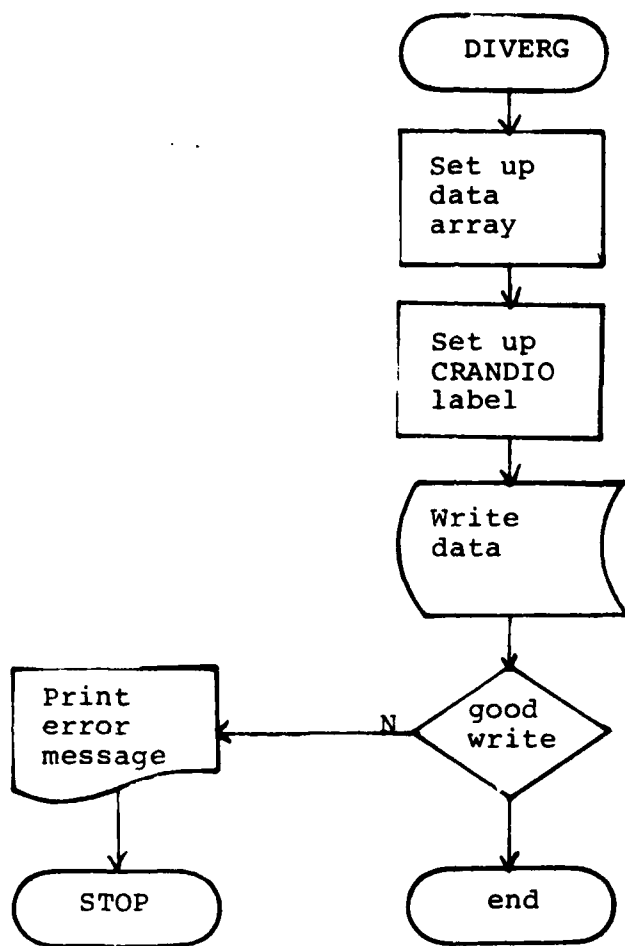 DIVERG
Set up
data
array
Set up
CRANDIO
label
Write
data
good
write
N
Print
error
message
STOP
end